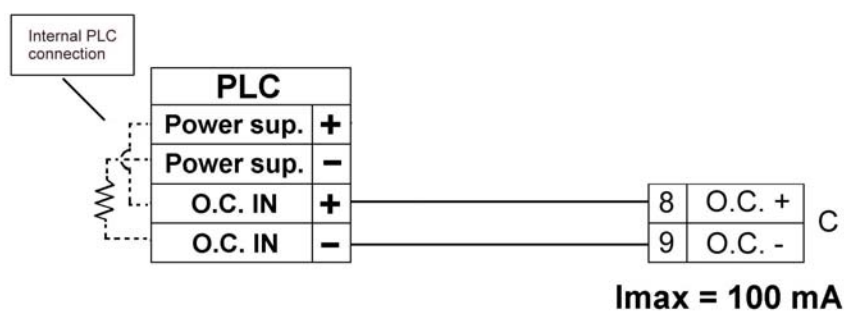 Internal PLC
connection
PLC
Power sup. +
Power sup. −
O.C. IN +
O.C. IN −
8 O.C. +
9 O.C. -
C
Imax = 100 mA